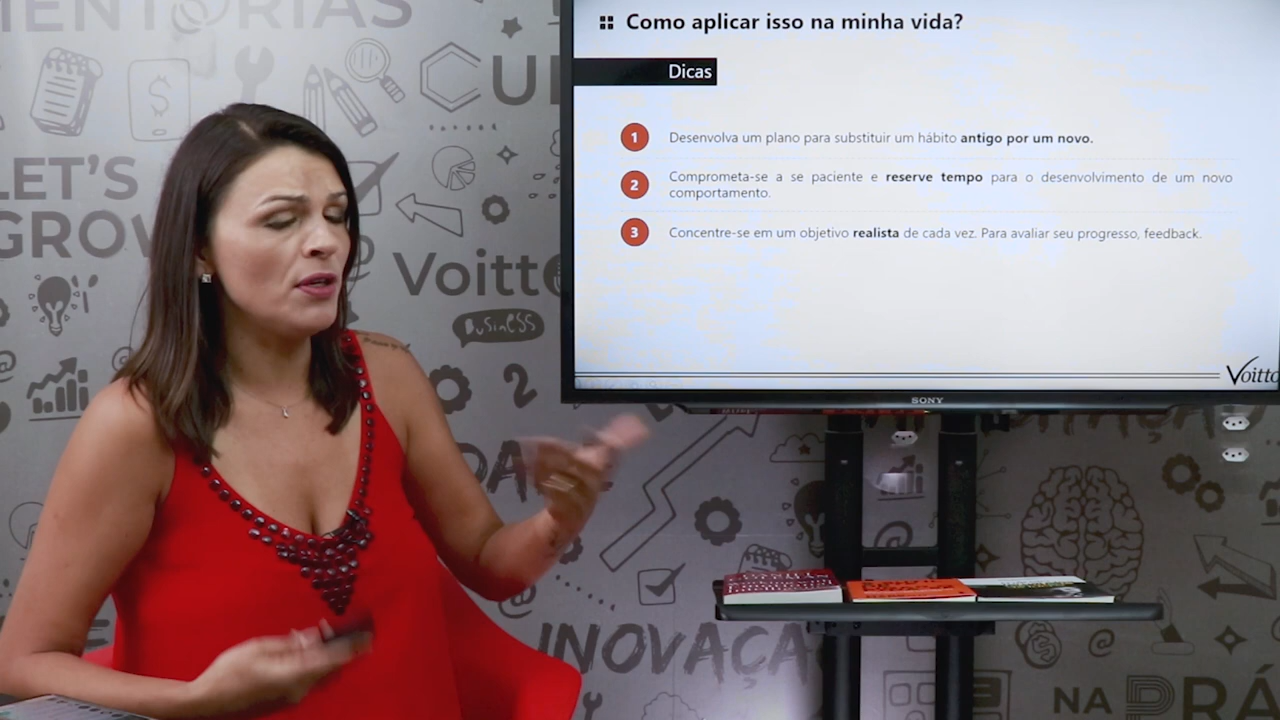 MENTORIAS
Como aplicar isso na minha vida?
Dicas
1 Desenvolva um plano para substituir um hábito antigo por um novo.
2 Comprometa-se a se paciente e reserve tempo para o desenvolvimento de um novo
comportamento.
3 Concentre-se em um objetivo realista de cada vez. Para avaliar seu progresso, feedback.
Voitto
SONY
LET'S
GROW
Voitto
BUSINESS
2
INOVAÇÃ
NA PRÁ